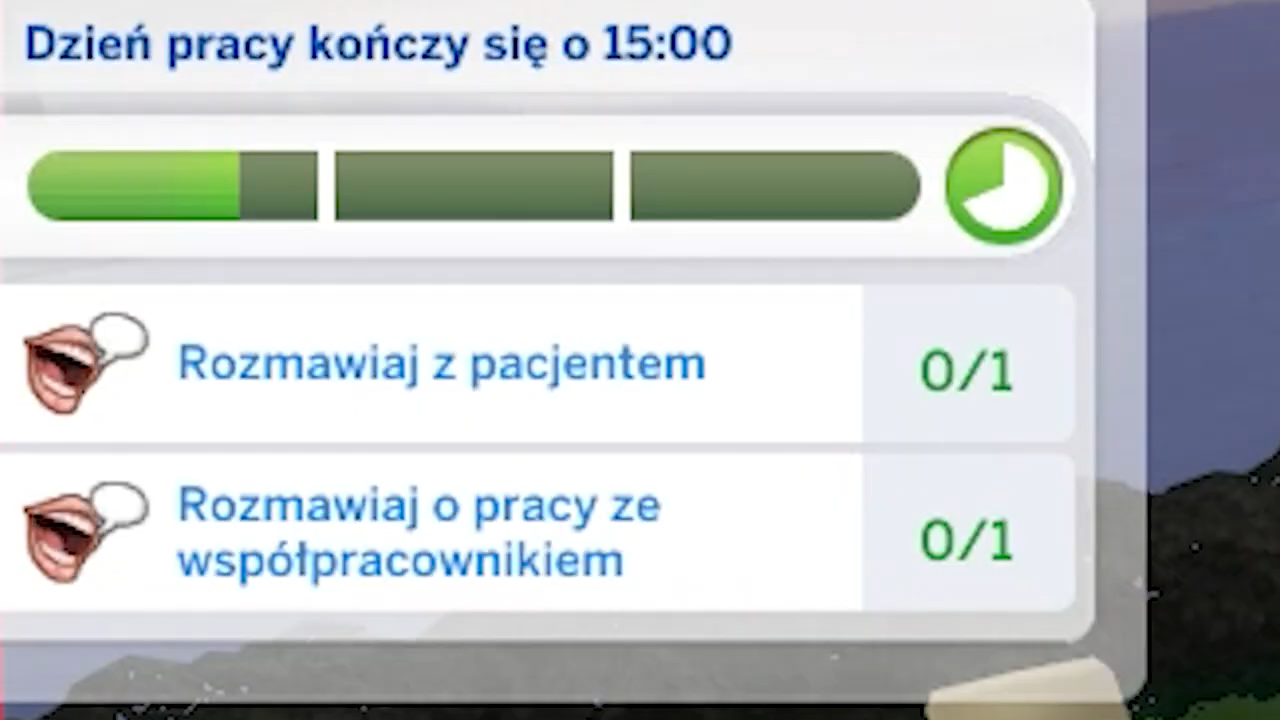 Dzień pracy kończy się o 15:00
Rozmawiaj z pacjentem
0/1
Rozmawiaj o pracy ze
współpracownikiem
0/1